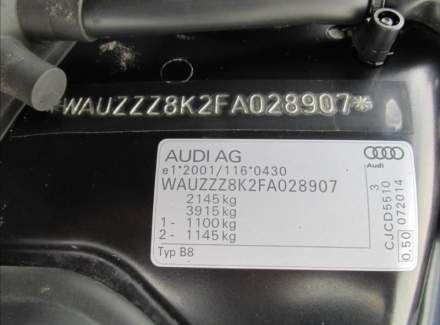 *WAUZZZ8K2FA028907*
AUDI AG
e1*2001/116*0430
WAUZZZ8K2FA028907
2145kg
3915kg
1- 1100kg
2- 1145kg
Typ B8
Audi
3
CJCD5510
072014
0,50